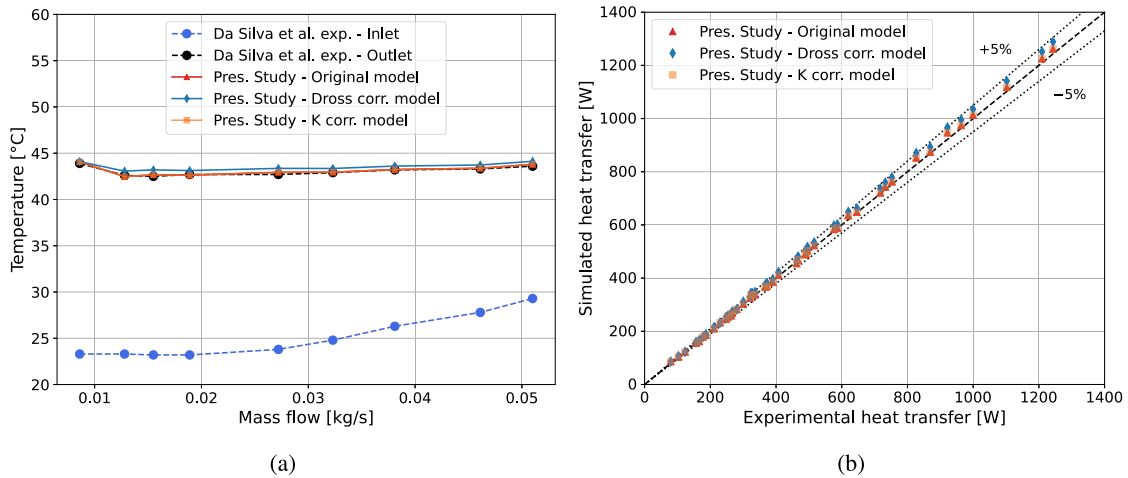 60
55
50
45
40
35
30
25
20
Temperature [°C]
Da Silva et al. exp. - Inlet
Da Silva et al. exp. - Outlet
Pres. Study - Original model
Pres. Study - Dross corr. model
Pres. Study - K corr. model
0.01 0.02 0.03 0.04 0.05
Mass flow [kg/s]
(a)
1400
1200
1000
800
600
400
200
0
Simulated heat transfer [W]
Pres. Study - Original model
Pres. Study - Dross corr. model
Pres. Study - K corr. model
+5%
−5%
0 200 400 600 800 1000 1200 1400
Experimental heat transfer [W]
(b)